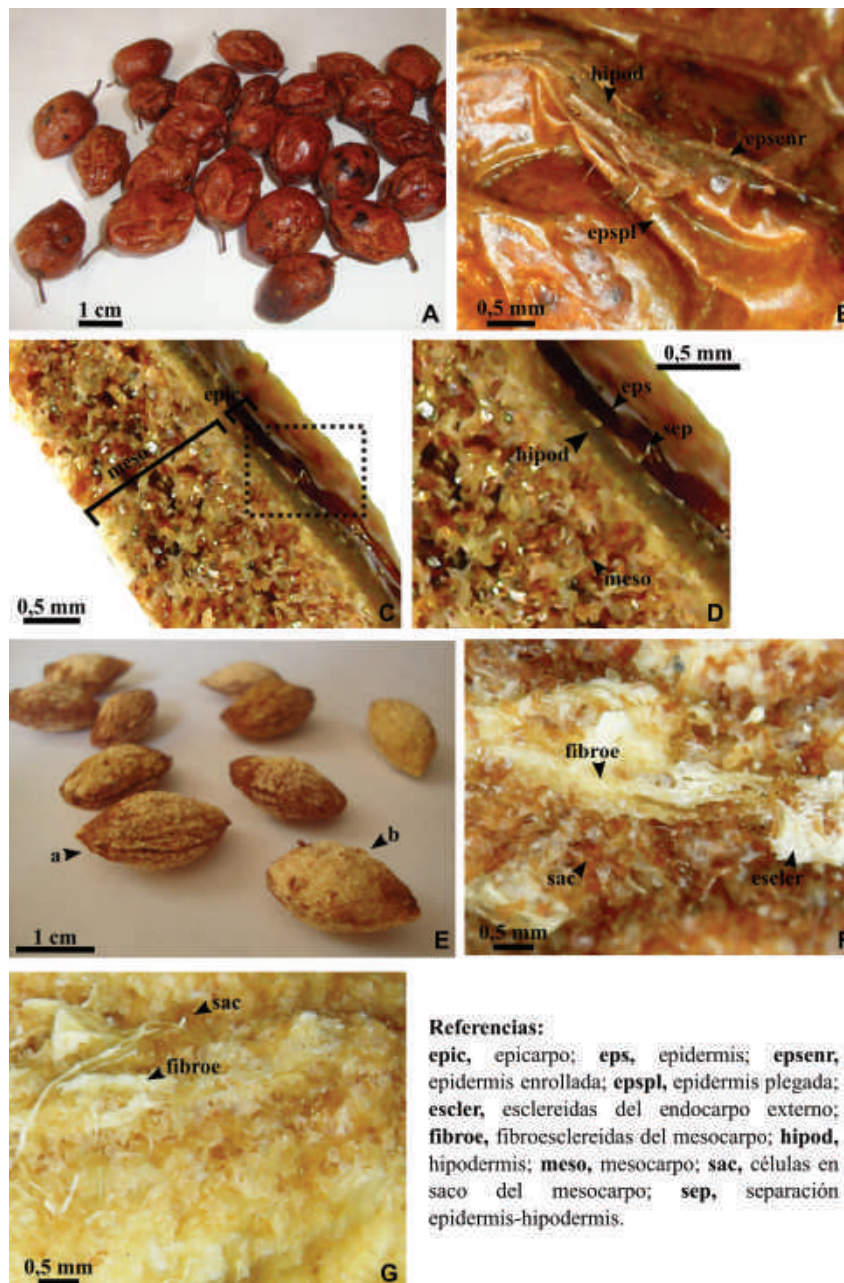 1 cm
A
hipod
epsenr
epspl
0,5 mm
epic
meso
0,5 mm
C
0,5 mm
eps
sep
hipod
meso
D
a
b
1 cm
E
fibroe
sac
escler
0,5 mm
sac
fibroe
0,5 mm
G
Referencias:
epic, epicarpo; eps, epidermis; epsenr,
epidermis enrollada; epspl, epidermis plegada;
escler, esclereidas del endocarpo externo;
fibroe, fibroesclereidas del mesocarpo; hipod,
hipodermis; meso, mesocarpo; sac, células en
saco del mesocarpo; sep, separación
epidermis-hipodermis.